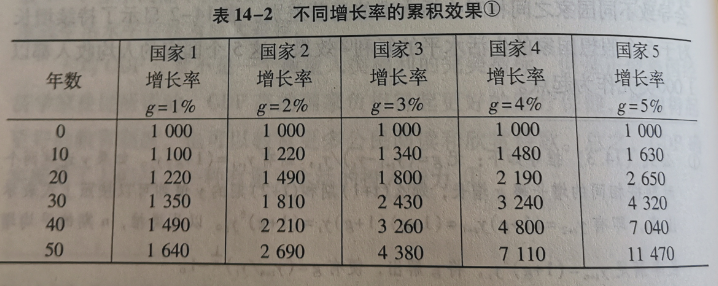 表14-2 不同增长率的累积效果①
年数 国家1 增长率 g=1% 国家2 增长率 g=2% 国家3 增长率 g=3% 国家4 增长率 g=4% 国家5 增长率 g=5%
0 1 000 1 000 1 000 1 000 1 000
10 1 100 1 220 1 340 1 480 1 630
20 1 220 1 490 1 800 2 190 2 650
30 1 350 1 810 2 430 3 240 4 320
40 1 490 2 210 3 260 4 800 7 040
50 1 640 2 690 4 380 7 110 11 470